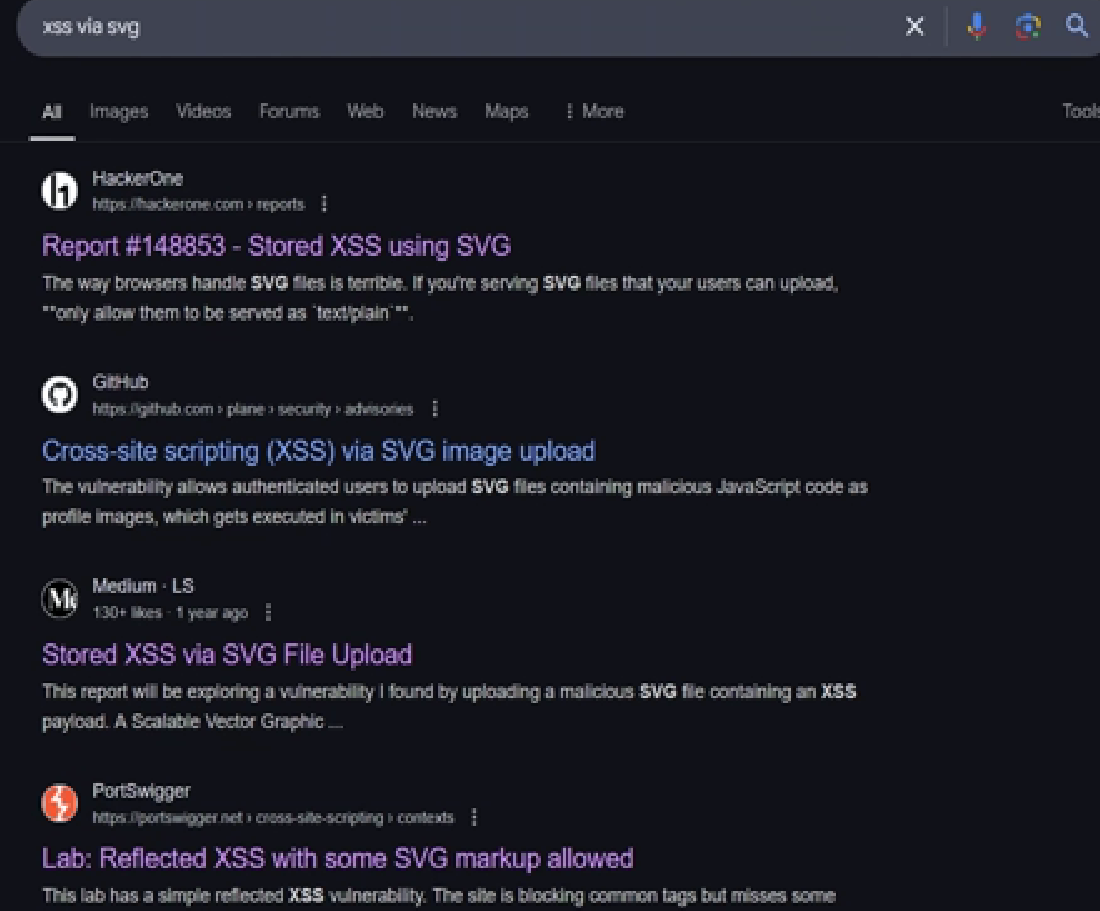 xss via svg
All Images Videos Forums Web News Maps More Tools
HackerOne
https://hackerone.com › reports
Report #148853 - Stored XSS using SVG
The way browsers handle SVG files is terrible. If you're serving SVG files that your users can upload,
**only allow them to be served as `text/plain`**.
GitHub
https://github.com › plane › security › advisories
Cross-site scripting (XSS) via SVG image upload
The vulnerability allows authenticated users to upload SVG files containing malicious JavaScript code as
profile images, which gets executed in victims' ...
Medium · LS
130+ likes · 1 year ago
Stored XSS via SVG File Upload
This report will be exploring a vulnerability I found by uploading a malicious SVG file containing an XSS
payload. A Scalable Vector Graphic ...
PortSwigger
https://portswigger.net › cross-site-scripting › contexts
Lab: Reflected XSS with some SVG markup allowed
This lab has a simple reflected XSS vulnerability. The site is blocking common tags but misses some